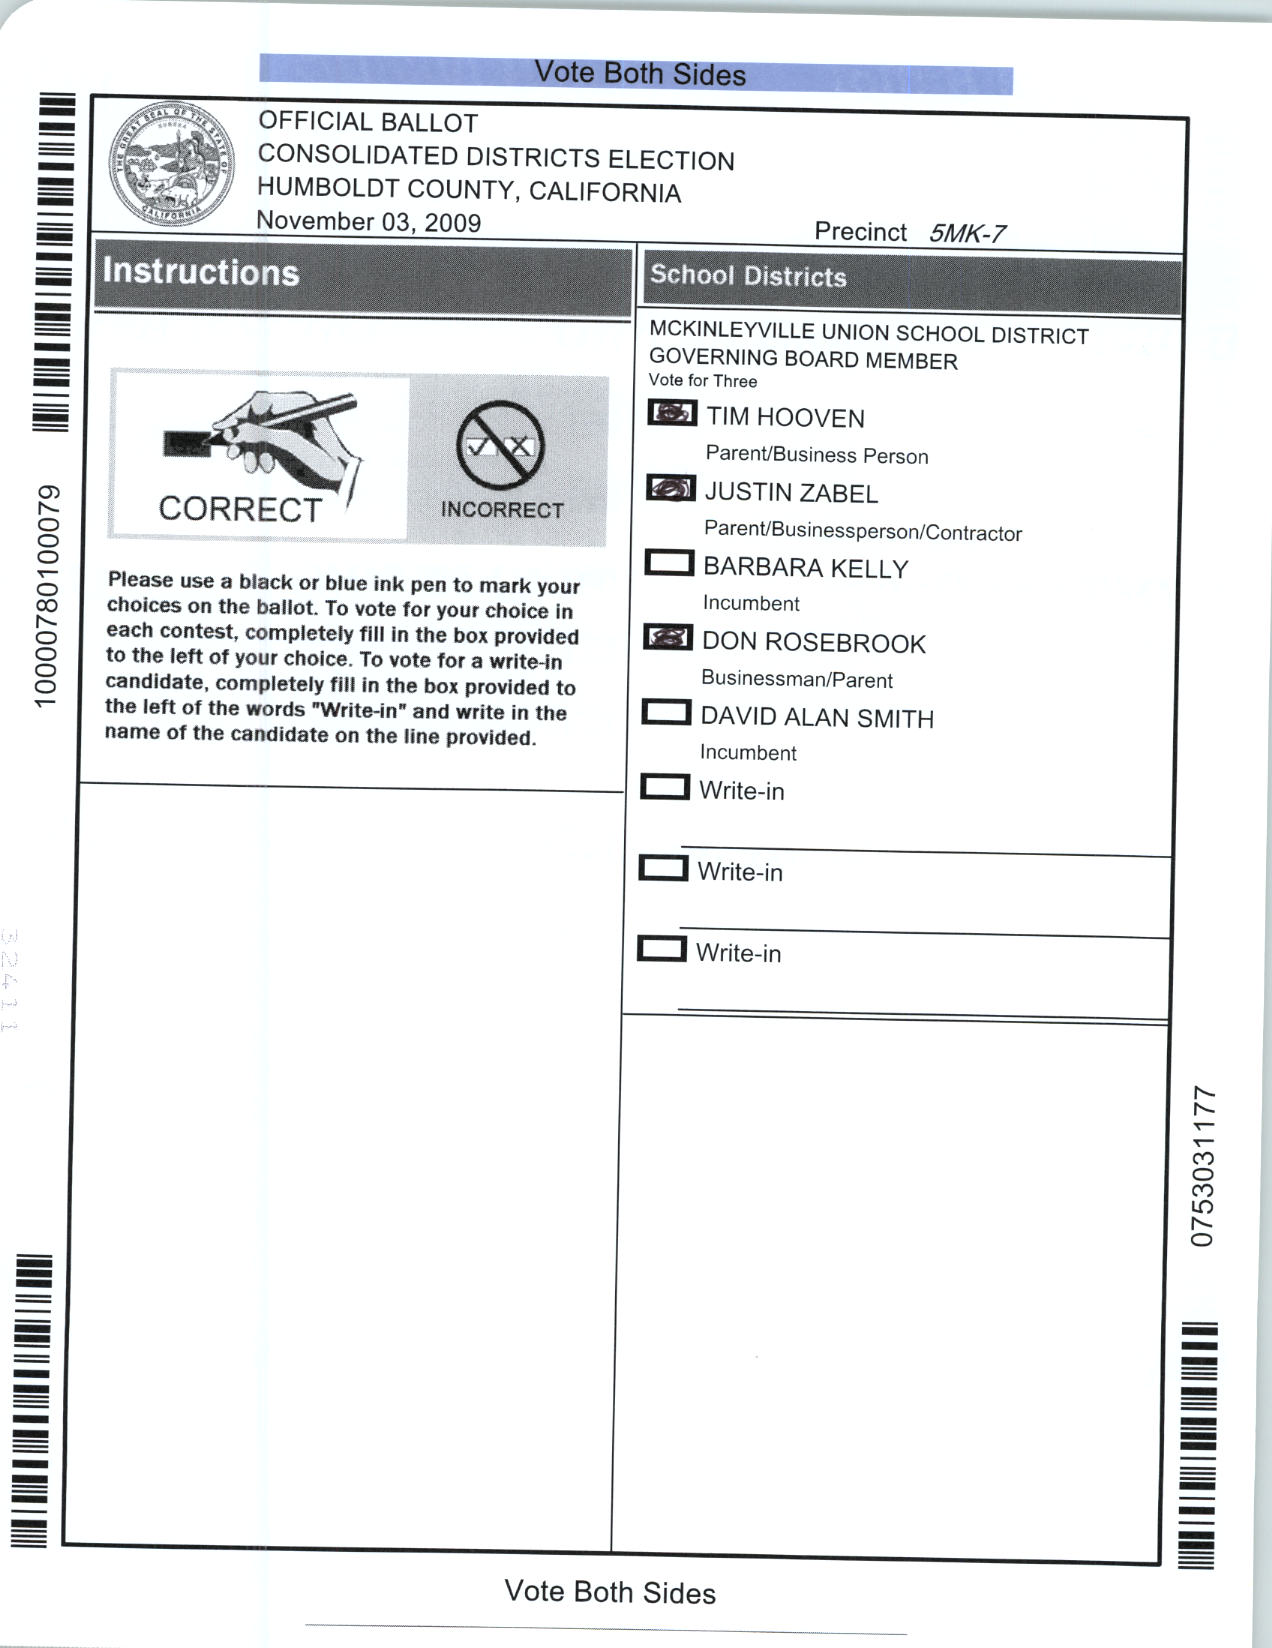 Vote Both Sides
OFFICIAL BALLOT
CONSOLIDATED DISTRICTS ELECTION
HUMBOLDT COUNTY, CALIFORNIA
November 03, 2009
Precinct 5MK-7
THE GREAT SEAL OF THE STATE OF CALIFORNIA
EUREKA
Instructions
CORRECT
INCORRECT
Please use a black or blue ink pen to mark your
choices on the ballot. To vote for your choice in
each contest, completely fill in the box provided
to the left of your choice. To vote for a write-in
candidate, completely fill in the box provided to
the left of the words "Write-in" and write in the
name of the candidate on the line provided.
School Districts
MCKINLEYVILLE UNION SCHOOL DISTRICT
GOVERNING BOARD MEMBER
Vote for Three
TIM HOOVEN
Parent/Business Person
JUSTIN ZABEL
Parent/Businessperson/Contractor
BARBARA KELLY
Incumbent
DON ROSEBROOK
Businessman/Parent
DAVID ALAN SMITH
Incumbent
Write-in
Write-in
Write-in
10000780100079
32411
0753031177
Vote Both Sides